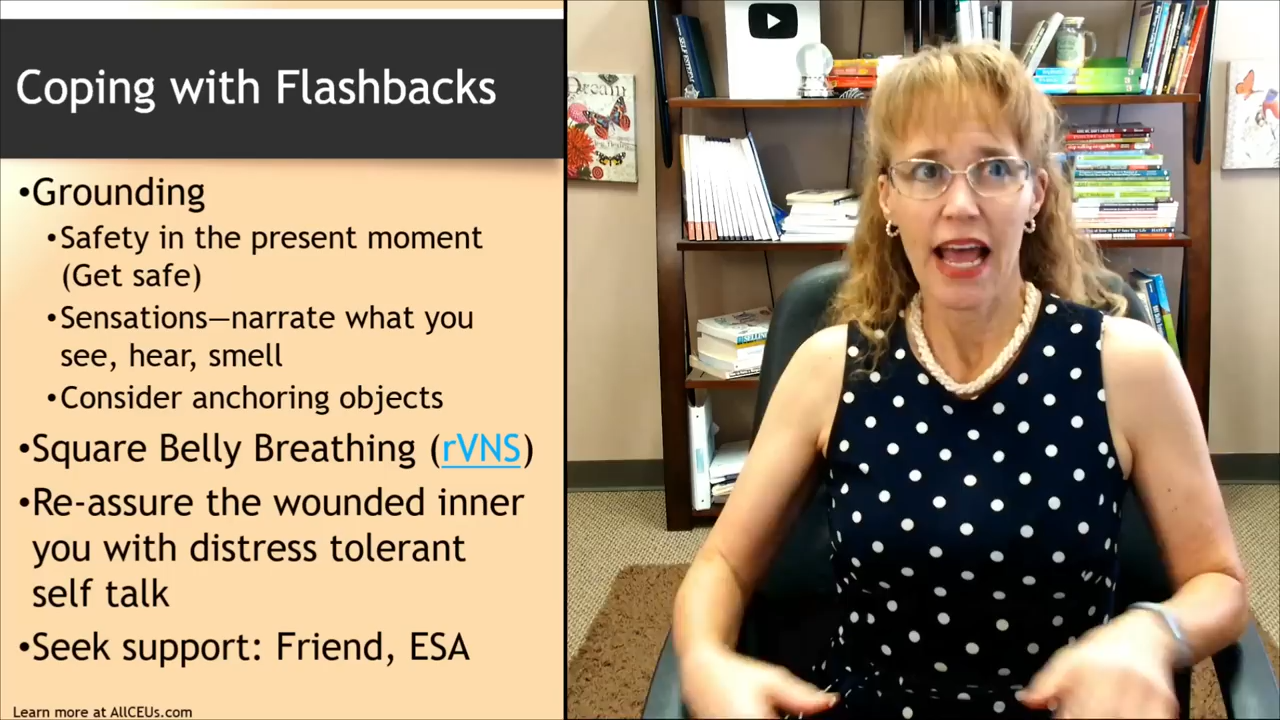 Coping with Flashbacks
•Grounding
•Safety in the present moment
(Get safe)
•Sensations—narrate what you
see, hear, smell
•Consider anchoring objects
•Square Belly Breathing (rVNS)
•Re-assure the wounded inner
you with distress tolerant
self talk
•Seek support: Friend, ESA
Learn more at AllCEUs.com
Dream